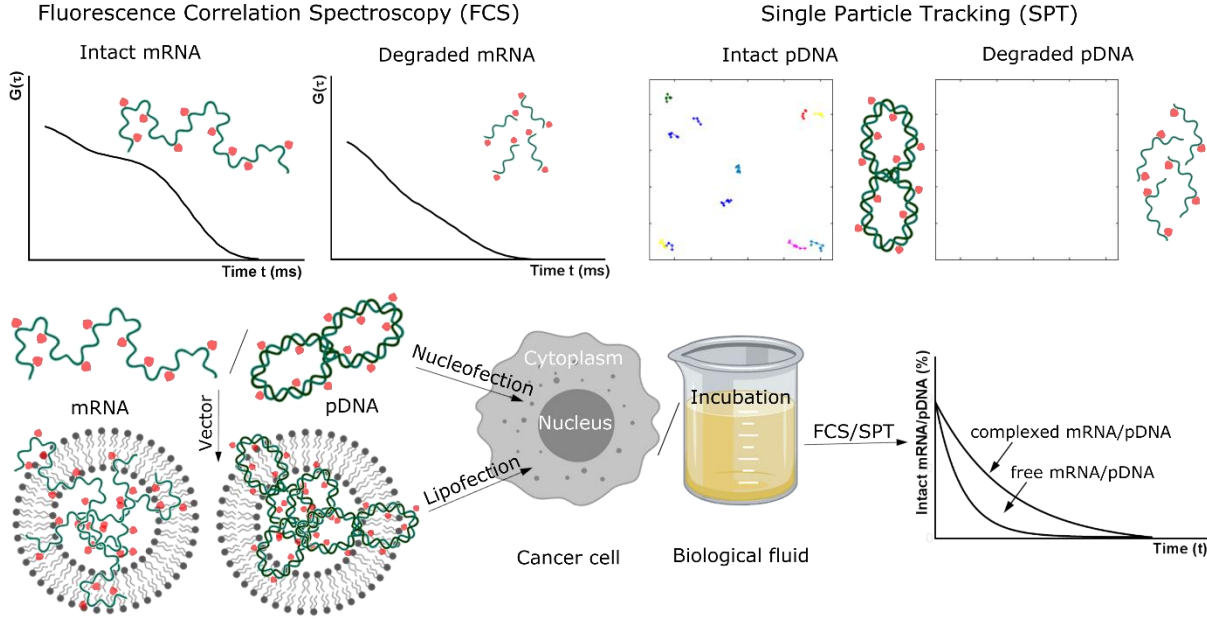 Fluorescence Correlation Spectroscopy (FCS)
Single Particle Tracking (SPT)
Intact mRNA
Degraded mRNA
Intact pDNA
Degraded pDNA
G(τ)
Time t (ms)
G(τ)
Time t (ms)
mRNA
pDNA
Vector
Nucleofection
Lipofection
Cytoplasm
Nucleus
Cancer cell
Incubation
Biological fluid
FCS/SPT
Intact mRNA/pDNA (%)
complexed mRNA/pDNA
free mRNA/pDNA
Time (t)